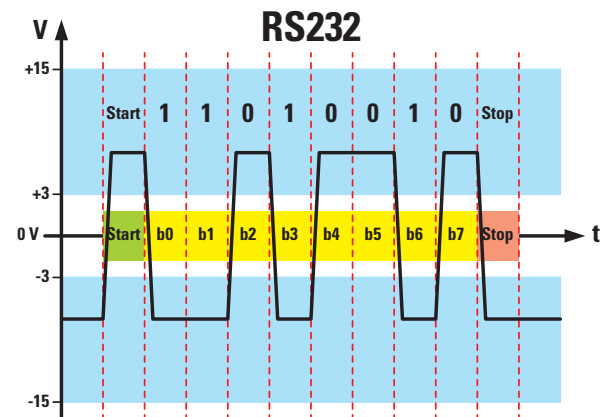 RS232
V
+15
Start 1 1 0 1 0 0 1 0 Stop
+3
0 V Start b0 b1 b2 b3 b4 b5 b6 b7 Stop t
-3
-15